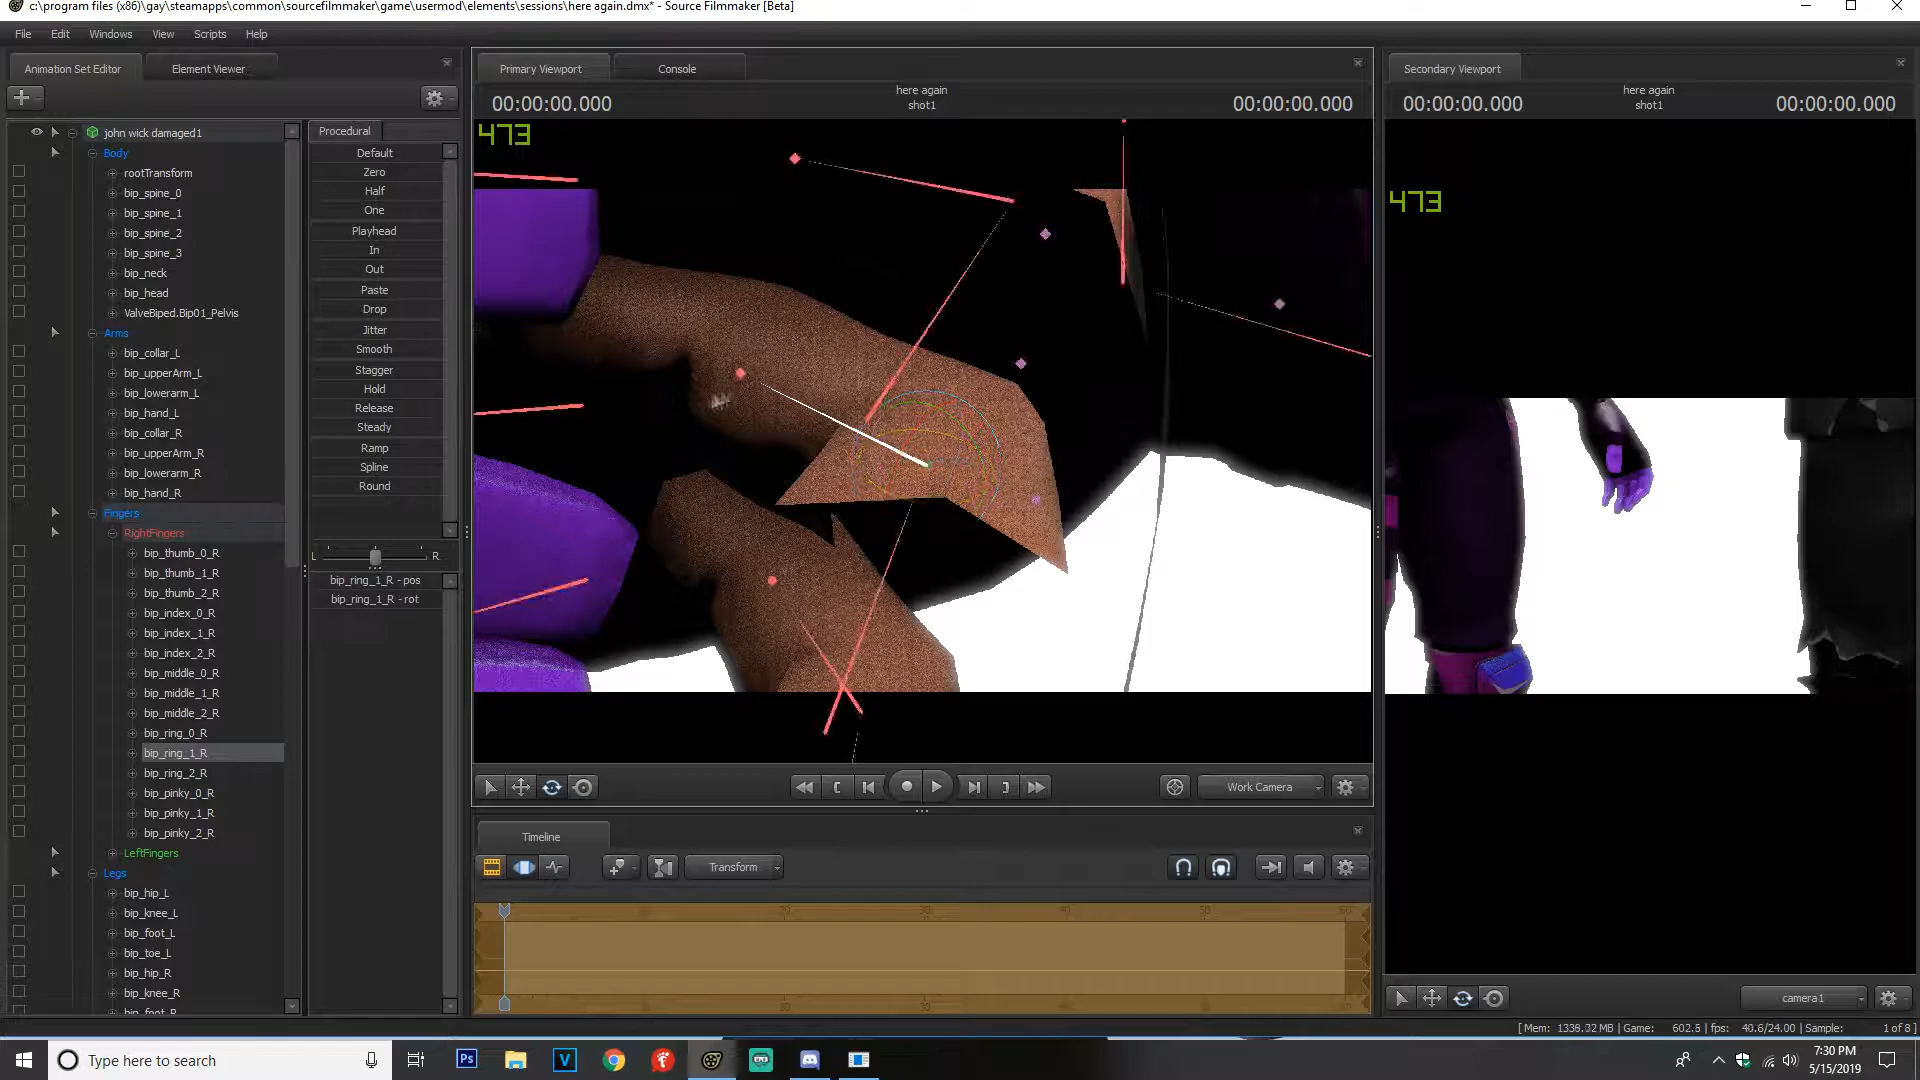 c:\program files (x86)\gay\steamapps\common\sourcefilmmaker\game\usermod\elements\sessions\here again.dmx* - Source Filmmaker [Beta]
File Edit Windows View Scripts Help
Animation Set Editor Element Viewer
Primary Viewport Console
Secondary Viewport
00:00:00.000 here again 00:00:00.000
shot1
00:00:00.000 here again 00:00:00.000
shot1
473
473
john wick damaged1
Body
rootTransform
bip_spine_0
bip_spine_1
bip_spine_2
bip_spine_3
bip_neck
bip_head
ValveBiped.Bip01_Pelvis
Arms
bip_collar_L
bip_upperArm_L
bip_lowerarm_L
bip_hand_L
bip_collar_R
bip_upperArm_R
bip_lowerarm_R
bip_hand_R
Fingers
RightFingers
bip_thumb_0_R
bip_thumb_1_R
bip_thumb_2_R
bip_index_0_R
bip_index_1_R
bip_index_2_R
bip_middle_0_R
bip_middle_1_R
bip_middle_2_R
bip_ring_0_R
bip_ring_1_R
bip_ring_2_R
bip_pinky_0_R
bip_pinky_1_R
bip_pinky_2_R
LeftFingers
Legs
bip_hip_L
bip_knee_L
bip_foot_L
bip_toe_L
bip_hip_R
bip_knee_R
bip_foot_R
Procedural
Default
Zero
Half
One
Playhead
In
Out
Paste
Drop
Jitter
Smooth
Stagger
Hold
Release
Steady
Ramp
Spline
Round
L R
bip_ring_1_R - pos
bip_ring_1_R - rot
Work Camera
Timeline
Transform
camera1
[ Mem: 1338.02 MB | Game: 602.5 | fps: 40.6/24.00 | Sample: 1 of 8 ]
Type here to search
Ps
V
7:30 PM
5/15/2019